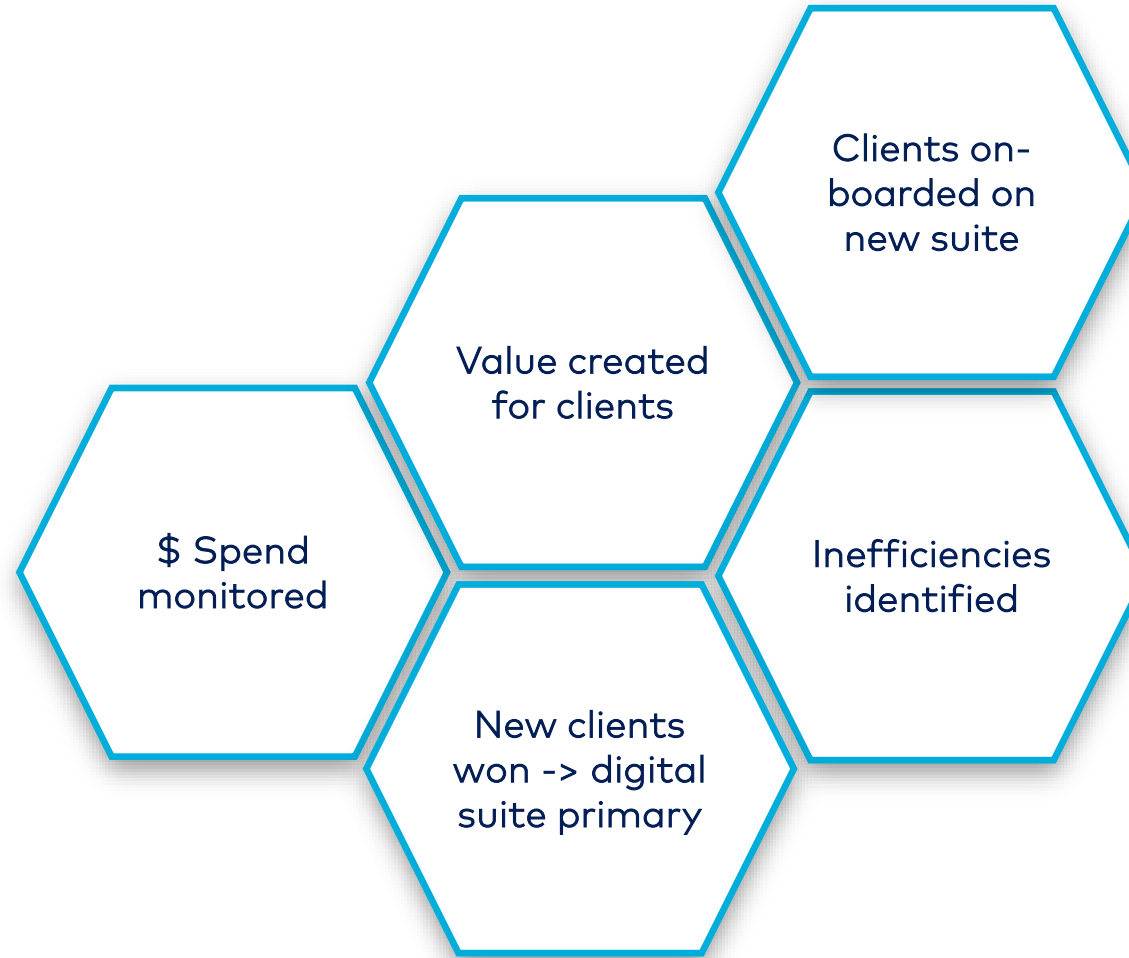 Clients on-
boarded on
new suite
Value created
for clients
$ Spend
monitored
Inefficiencies
identified
New clients
won -> digital
suite primary